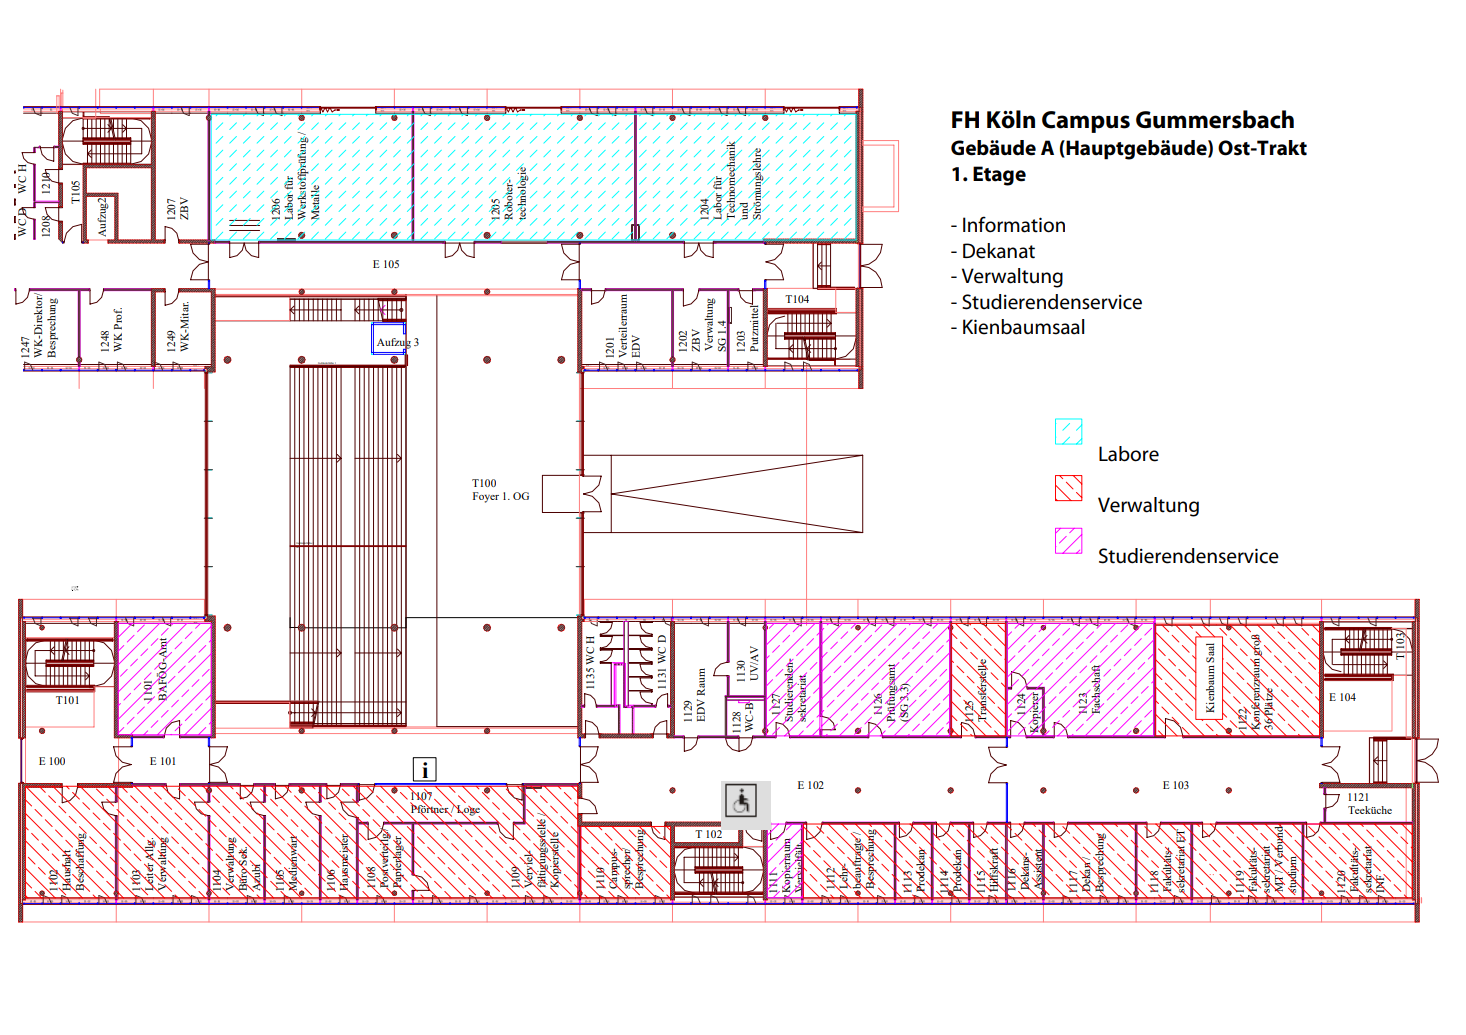 FH Köln Campus Gummersbach
Gebäude A (Hauptgebäude) Ost-Trakt
1. Etage
- Information
- Dekanat
- Verwaltung
- Studierendenservice
- Kienbaumsaal
Labore
Verwaltung
Studierendenservice
WC H
1210
WC D
1208
T105
Aufzug2
1207
ZBV
1206
Labor für
Werkstoffprüfung /
Metalle
1205
Roboter-
technologie
1204
Labor für
Technomechanik
und
Strömungslehre
E 105
1247
WK-Direktor/
Besprechung
1248
WK Prof.
1249
WK-Mitar.
Aufzug 3
1201
Verteilerraum
EDV
1202
ZBV
Verwaltung
SG 1.4
1203
Putzmittel
T104
T100
Foyer 1. OG
T101
1101
BAFÖG-Amt
1135 WC H
1131 WC D
1129
EDV Raum
1130
UV/AV
1128
WC-B
1127
Studierenden-
sekretariat
1126
Prüfungsamt
(SG 3.3)
1125
Transferstelle
1124
Kopierer
1123
Fachschaft
Kienbaum Saal
1122
Konferenzraum groß
36 Plätze
T103
E 104
E 100
E 101
i
E 102
E 103
1121
Teeküche
1102
Haushalt
Beschaffung
1103
Leiter Allg.
Verwaltung
1104
Verwaltung
Büro Sek.
Azubi
1105
Medienwart
1106
Hausmeister
1107
Pförtner / Loge
1108
Postverteilg/
Papierlager
1109
Verviel-
fältigungsstelle /
Kopierstelle
1110
Campus-
sprecher/
Besprechung
T 102
1111
Kopierraum
1112
Lehr-
beauftragte /
Besprechung
1113
Prodekan
1114
Prodekan
1115
Hilfskraft
1116
Dekans-
Assistent
1117
Dekan /
Besprechung
1118
Fakultäts-
sekretariat ET
1119
Fakultäts-
sekretariat
MT / Verbund-
studium
1120
Fakultäts-
sekretariat
INF